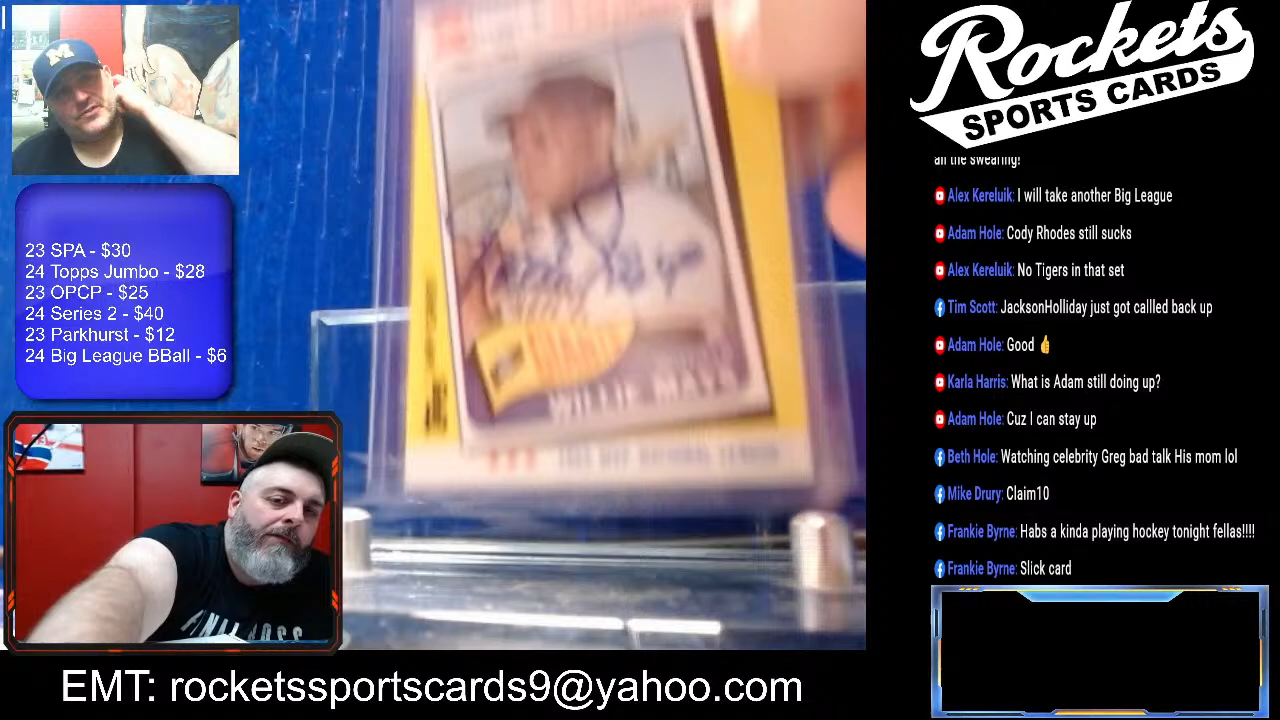 M
23 SPA - $30
24 Topps Jumbo - $28
23 OPCP - $25
24 Series 2 - $40
23 Parkhurst - $12
24 Big League BBall - $6
WILLIE MAYS
Rockets
SPORTS CARDS
all the swearing!
Alex Kereluik: I will take another Big League
Adam Hole: Cody Rhodes still sucks
Alex Kereluik: No Tigers in that set
Tim Scott: JacksonHolliday just got callled back up
Adam Hole: Good 👍
Karla Harris: What is Adam still doing up?
Adam Hole: Cuz I can stay up
Beth Hole: Watching celebrity Greg bad talk His mom lol
Mike Drury: Claim10
Frankie Byrne: Habs a kinda playing hockey tonight fellas!!!!
Frankie Byrne: Slick card
EMT: rocketssportscards9@yahoo.com